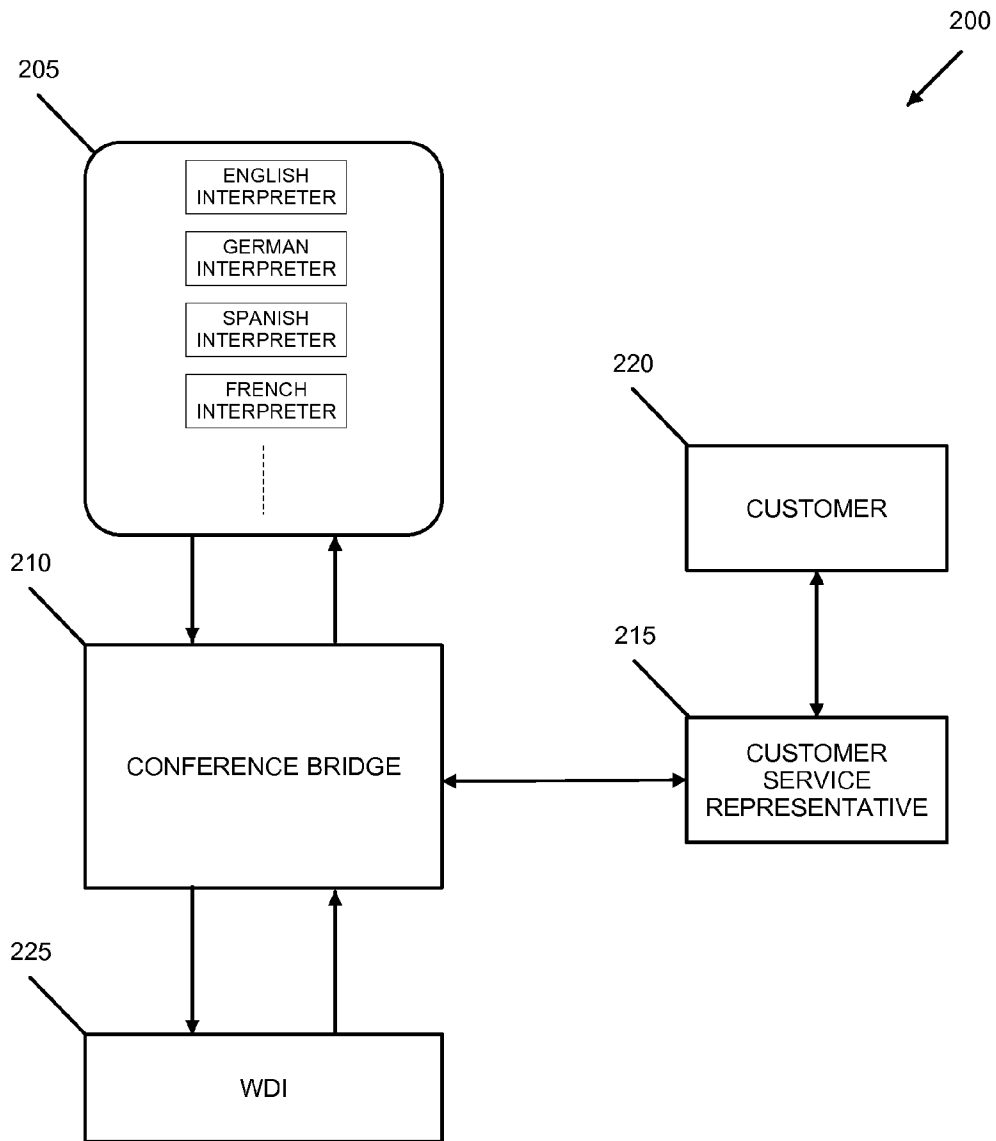 200
205
ENGLISH
INTERPRETER
GERMAN
INTERPRETER
SPANISH
INTERPRETER
FRENCH
INTERPRETER
220
CUSTOMER
210
CONFERENCE BRIDGE
215
CUSTOMER
SERVICE
REPRESENTATIVE
225
WDI